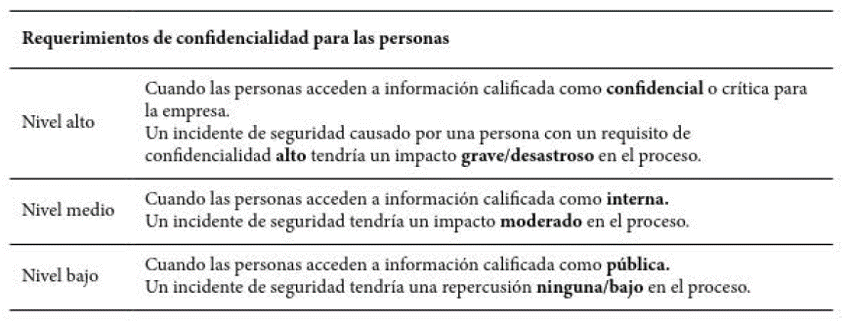 Requerimientos de confidencialidad para las personas
Nivel alto
Cuando las personas acceden a información calificada como confidencial o crítica para
la empresa.
Un incidente de seguridad causado por una persona con un requisito de
confidencialidad alto tendría un impacto grave/desastroso en el proceso.
Nivel medio
Cuando las personas acceden a información calificada como interna.
Un incidente de seguridad tendría un impacto moderado en el proceso.
Nivel bajo
Cuando las personas acceden a información calificada como pública.
Un incidente de seguridad tendría una repercusión ninguna/bajo en el proceso.